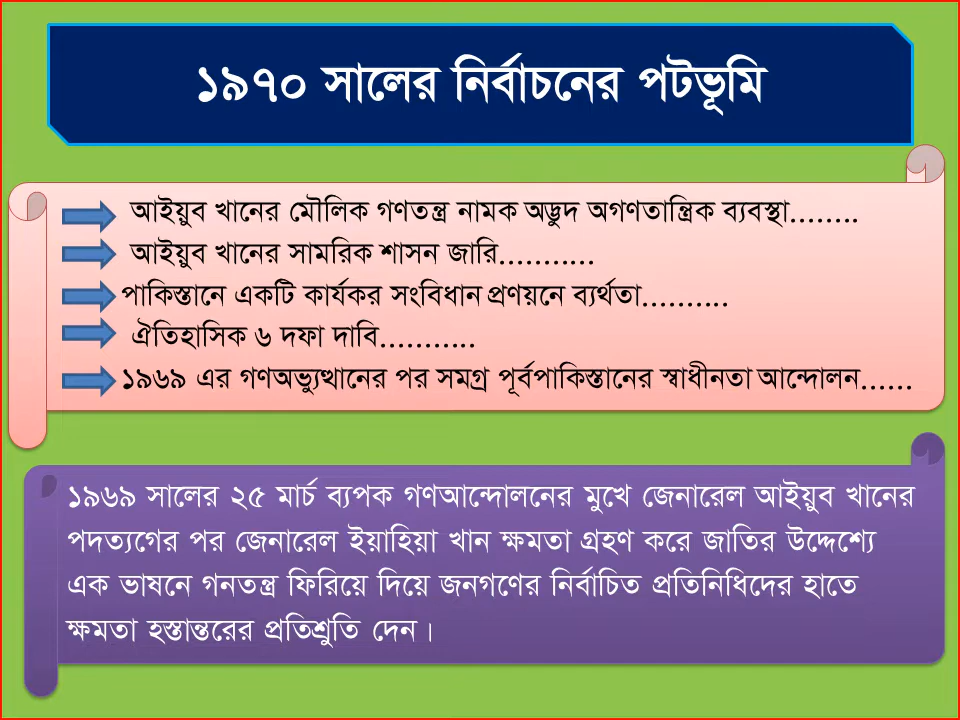 ১৯৭০ সালের নির্বাচনের পটভূমি
আইয়ুব খানের মৌলিক গণতন্ত্র নামক অদ্ভুদ অগণতান্ত্রিক ব্যবস্থা........
আইয়ুব খানের সামরিক শাসন জারি...........
পাকিস্তানে একটি কার্যকর সংবিধান প্রণয়নে ব্যর্থতা..........
ঐতিহাসিক ৬ দফা দাবি...........
১৯৬৯ এর গণঅভ্যুত্থানের পর সমগ্র পূর্বপাকিস্তানের স্বাধীনতা আন্দোলন......
১৯৬৯ সালের ২৫ মার্চ ব্যপক গণআন্দোলনের মুখে জেনারেল আইয়ুব খানের
পদত্যগের পর জেনারেল ইয়াহিয়া খান ক্ষমতা গ্রহণ করে জাতির উদ্দেশ্যে
এক ভাষনে গনতন্ত্র ফিরিয়ে দিয়ে জনগণের নির্বাচিত প্রতিনিধিদের হাতে
ক্ষমতা হস্তান্তরের প্রতিশ্রুতি দেন।